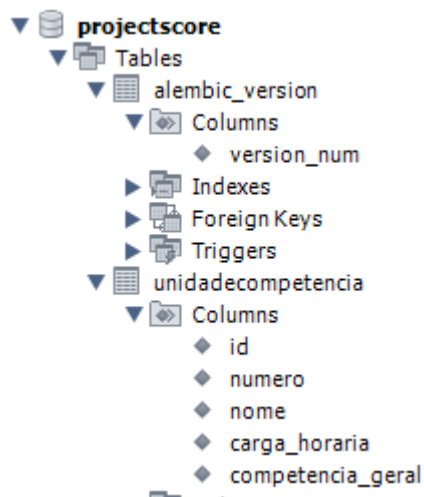 projectscore
Tables
alembic_version
Columns
version_num
Indexes
Foreign Keys
Triggers
unidadecompetencia
Columns
id
numero
nome
carga_horaria
competencia_geral